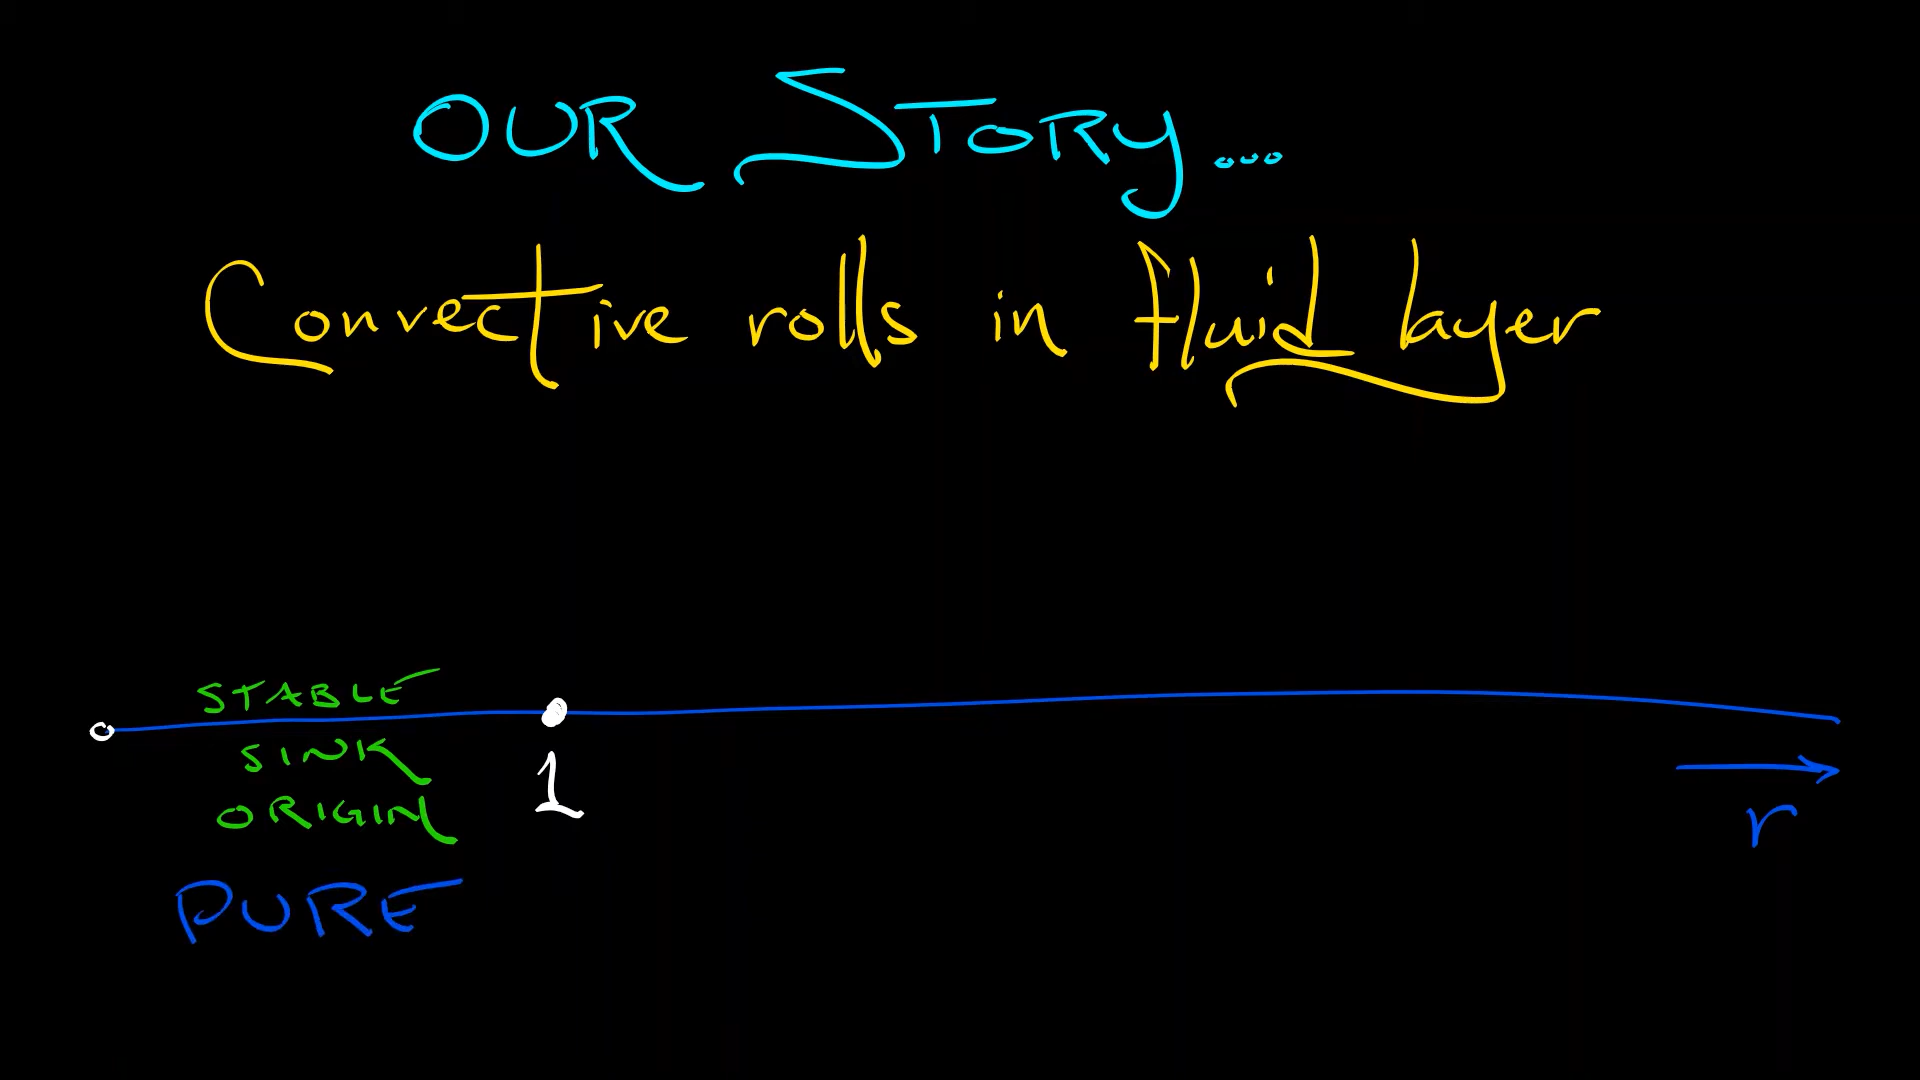 OUR STORY...
Convective rolls in fluid layer
STABLE
SINK
ORIGIN
1
r
PURE